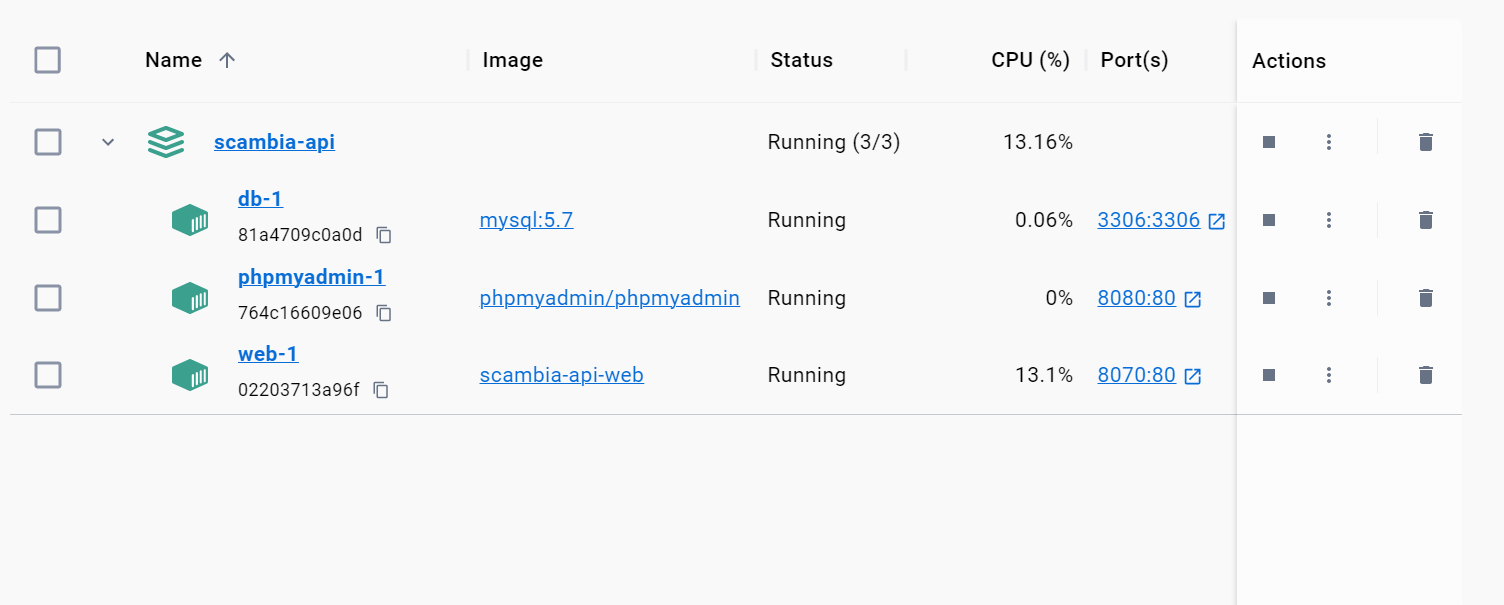 Name Image Status CPU (%) Port(s) Actions
scambia-api Running (3/3) 13.16%
db-1
81a4709c0a0d mysql:5.7 Running 0.06% 3306:3306
phpmyadmin-1
764c16609e06 phpmyadmin/phpmyadmin Running 0% 8080:80
web-1
02203713a96f scambia-api-web Running 13.1% 8070:80